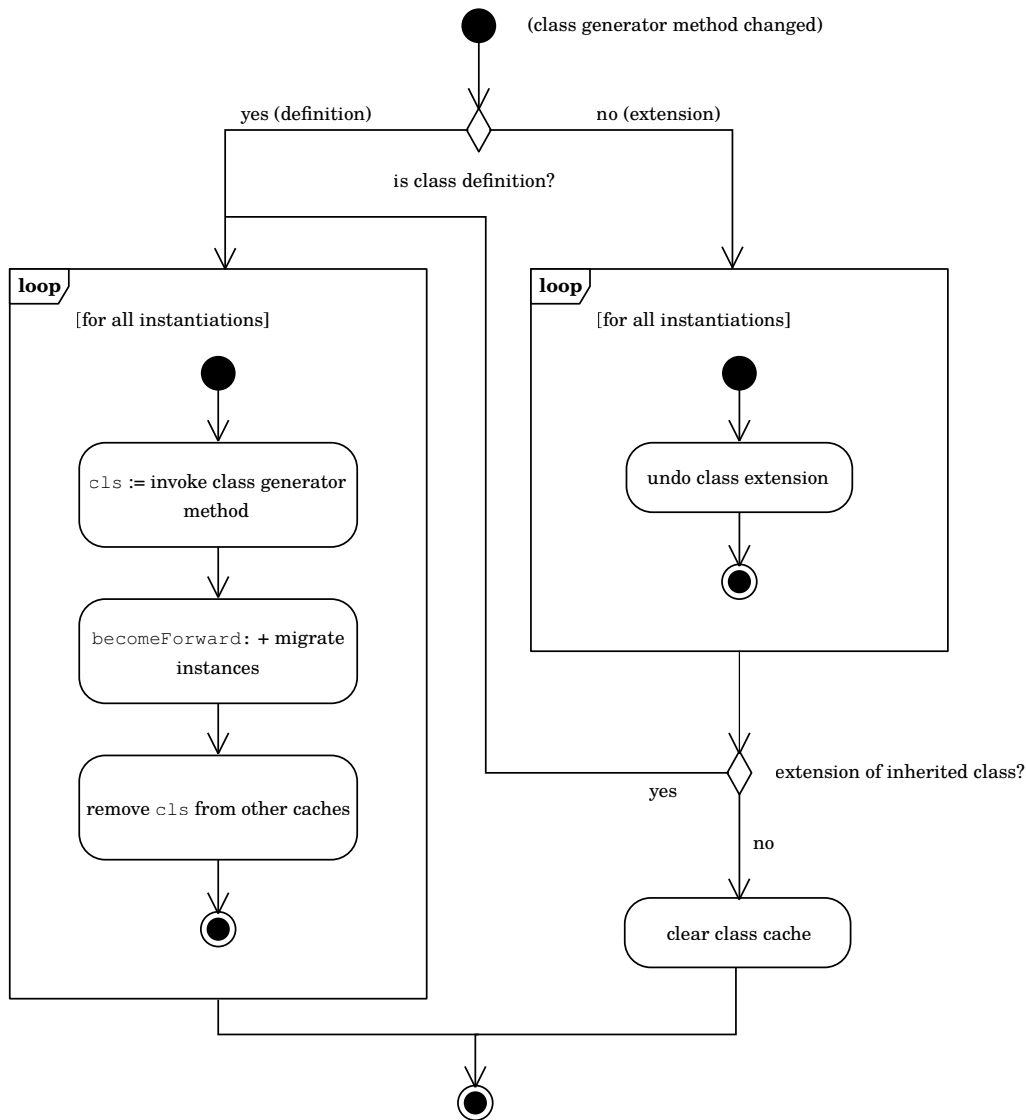 (class generator method changed)
yes (definition)
no (extension)
is class definition?
loop
[for all instantiations]
cls := invoke class generator
method
becomeForward: + migrate
instances
remove cls from other caches
loop
[for all instantiations]
undo class extension
extension of inherited class?
yes
no
clear class cache